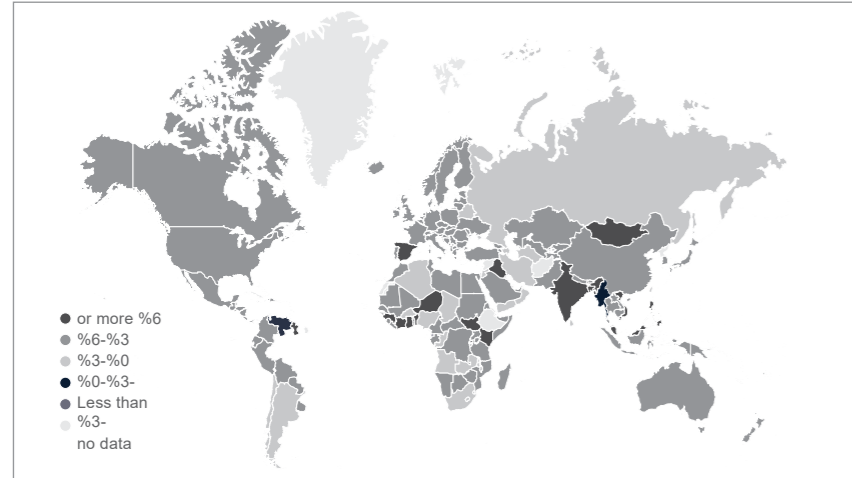 or more %6
%6-%3
%3-%0
%0-%3-
Less than
%3-
no data